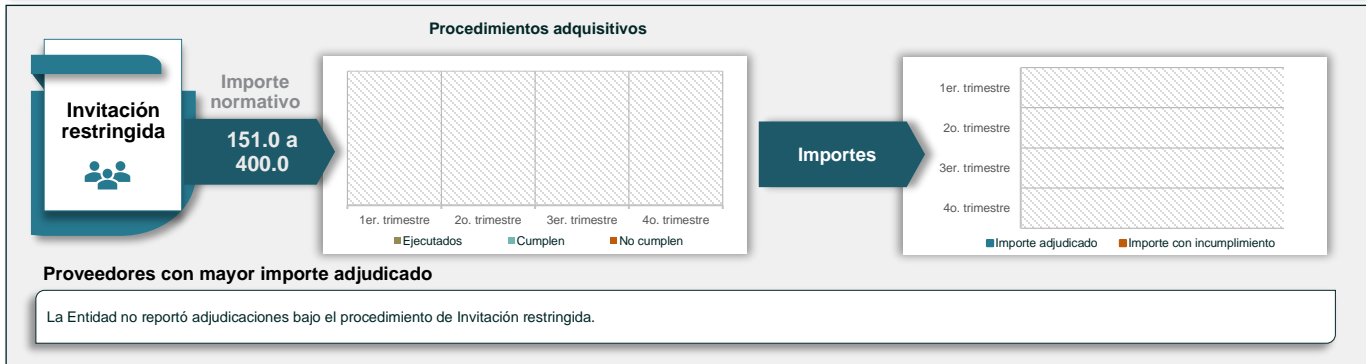 Procedimientos adquisitivos
Invitación
restringida
Importe
normativo
151.0 a
400.0
1er. trimestre
2o. trimestre
3er. trimestre
4o. trimestre
Ejecutados
Cumplen
No cumplen
Importes
1er. trimestre
2o. trimestre
3er. trimestre
4o. trimestre
Importe adjudicado
Importe con incumplimiento
Proveedores con mayor importe adjudicado
La Entidad no reportó adjudicaciones bajo el procedimiento de Invitación restringida.